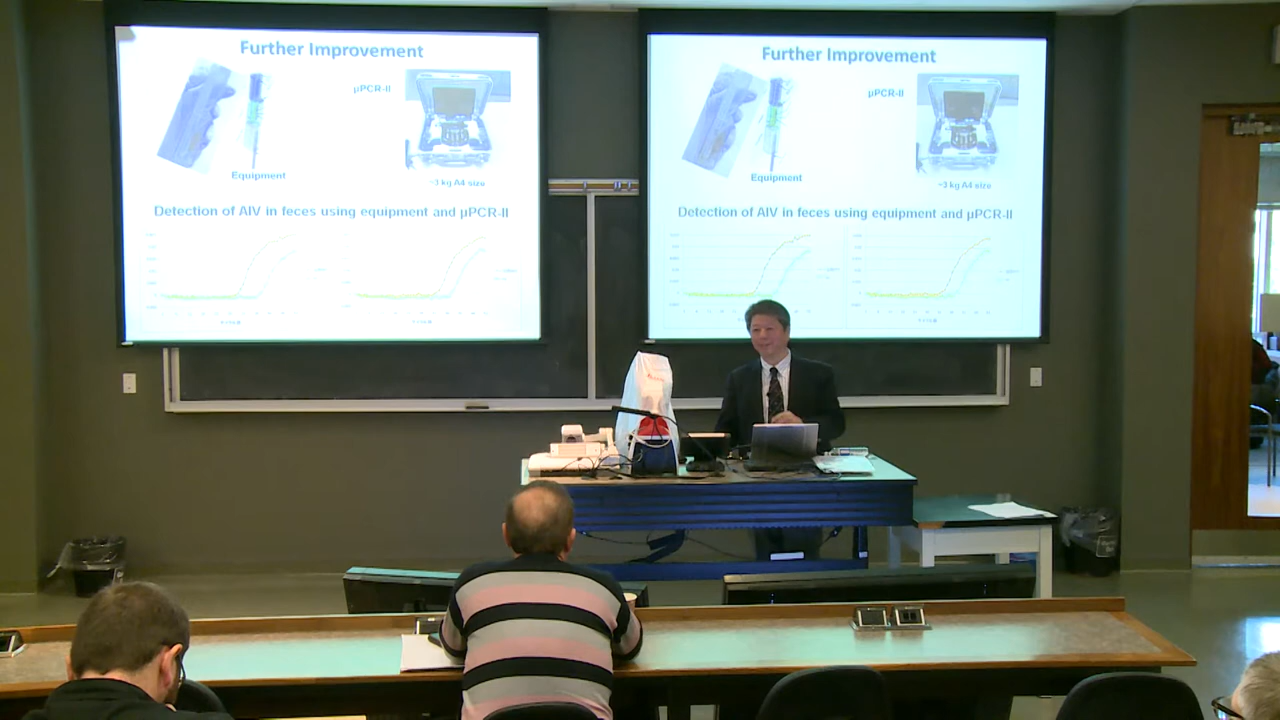 Further Improvement
µPCR-II
Equipment
~3 kg A4 size
Detection of AIV in feces using equipment and µPCR-II
Further Improvement
µPCR-II
Equipment
~3 kg A4 size
Detection of AIV in feces using equipment and µPCR-II